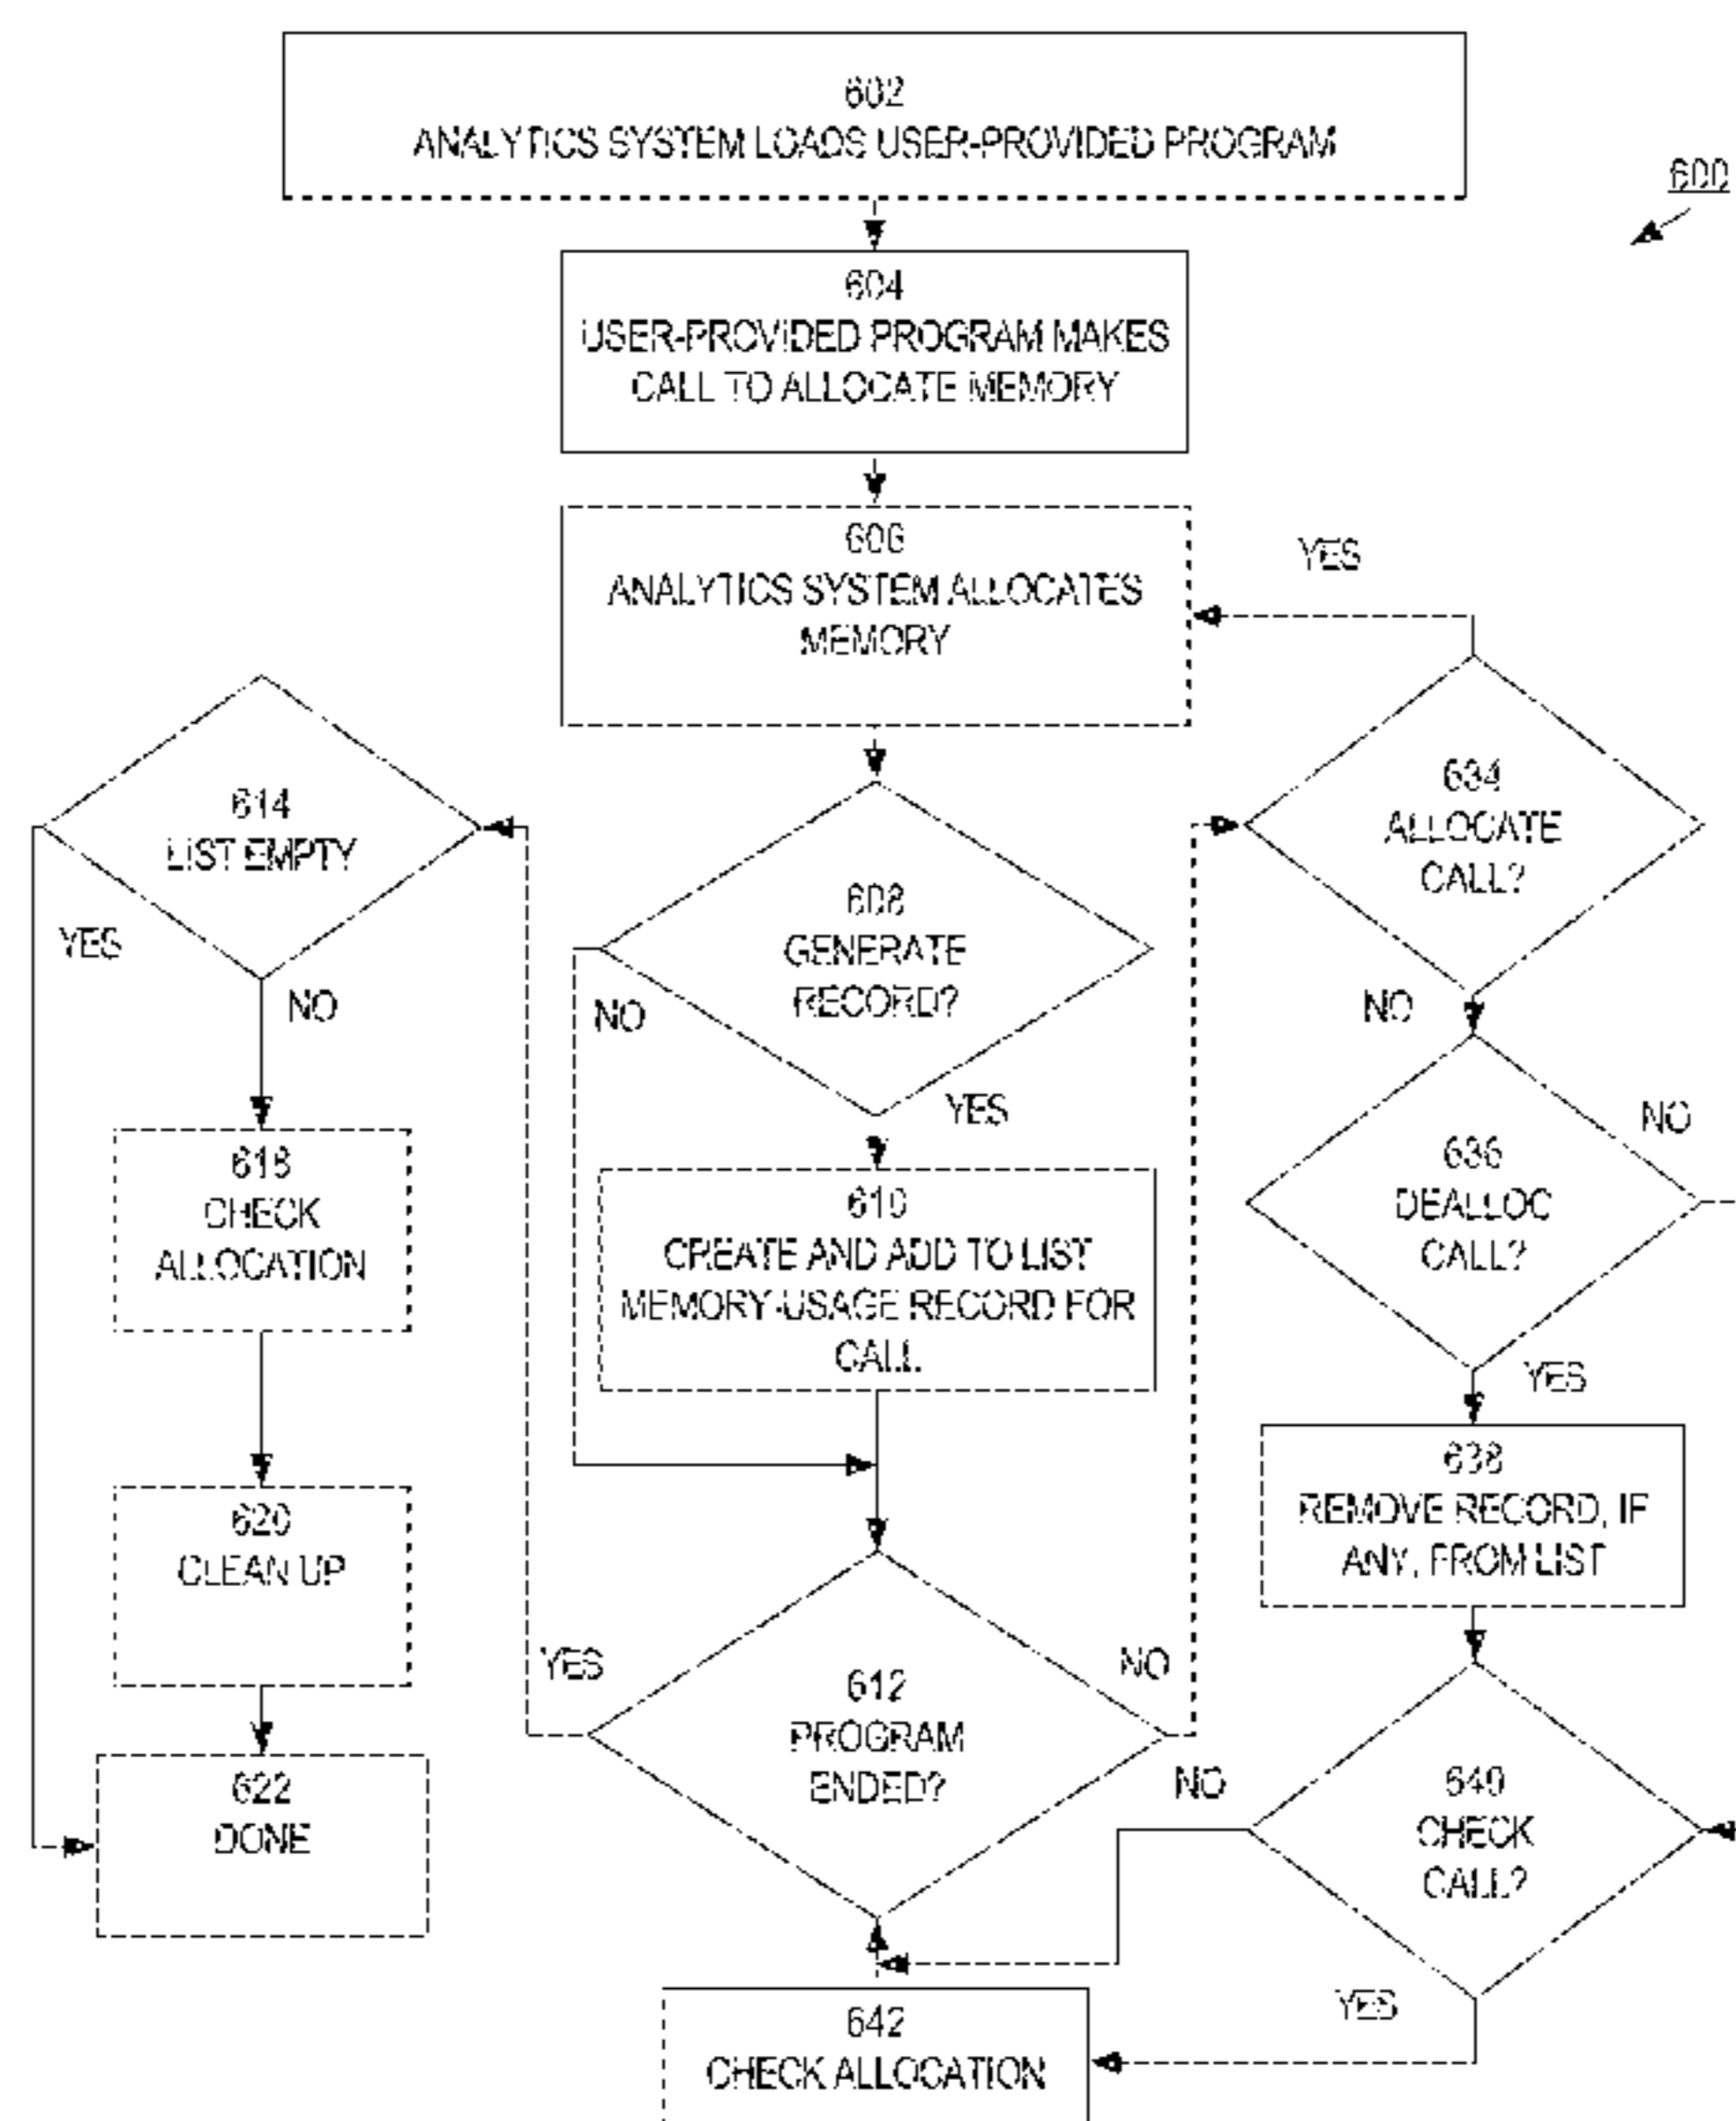 602
ANALYTICS SYSTEM LOADS USER-PROVIDED PROGRAM
600
604
USER-PROVIDED PROGRAM MAKES
CALL TO ALLOCATE MEMORY
606
ANALYTICS SYSTEM ALLOCATES
MEMORY
YES
614
LIST EMPTY
YES
NO
608
GENERATE
RECORD?
NO
YES
634
ALLOCATE
CALL?
NO
618
CHECK
ALLOCATION
610
CREATE AND ADD TO LIST
MEMORY-USAGE RECORD FOR
CALL
636
DEALLOC
CALL?
NO
YES
620
CLEAN UP
638
REMOVE RECORD, IF
ANY, FROM LIST
622
DONE
YES
612
PROGRAM
ENDED?
NO
NO
640
CHECK
CALL?
YES
642
CHECK ALLOCATION